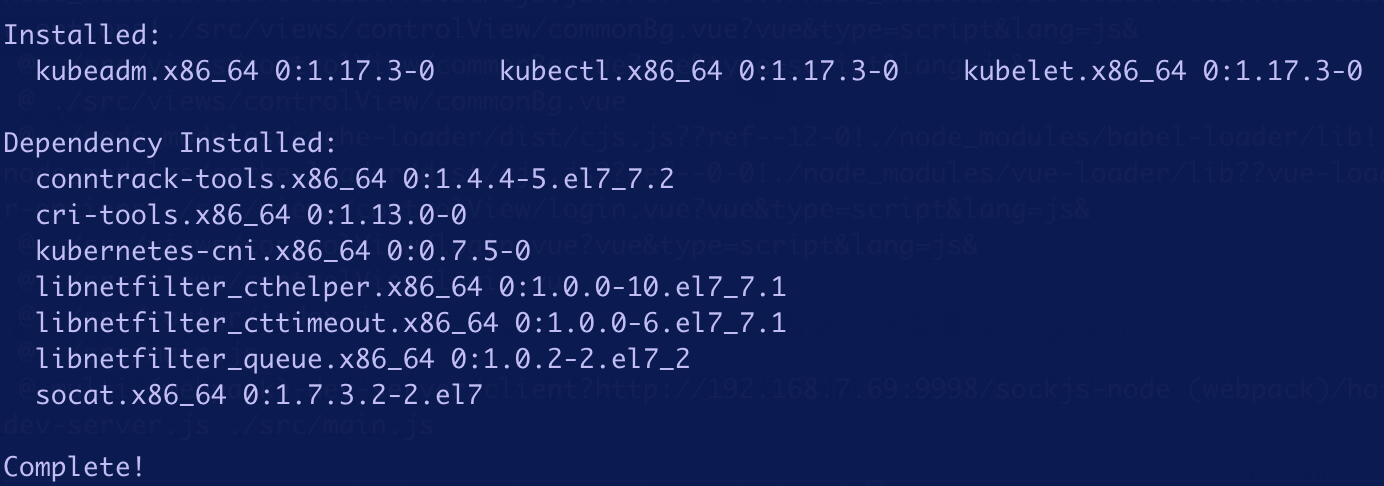 Installed:
kubeadm.x86_64 0:1.17.3-0 kubectl.x86_64 0:1.17.3-0 kubelet.x86_64 0:1.17.3-0
Dependency Installed:
conntrack-tools.x86_64 0:1.4.4-5.el7_7.2
cri-tools.x86_64 0:1.13.0-0
kubernetes-cni.x86_64 0:0.7.5-0
libnetfilter_cthelper.x86_64 0:1.0.0-10.el7_7.1
libnetfilter_cttimeout.x86_64 0:1.0.0-6.el7_7.1
libnetfilter_queue.x86_64 0:1.0.2-2.el7_2
socat.x86_64 0:1.7.3.2-2.el7
Complete!